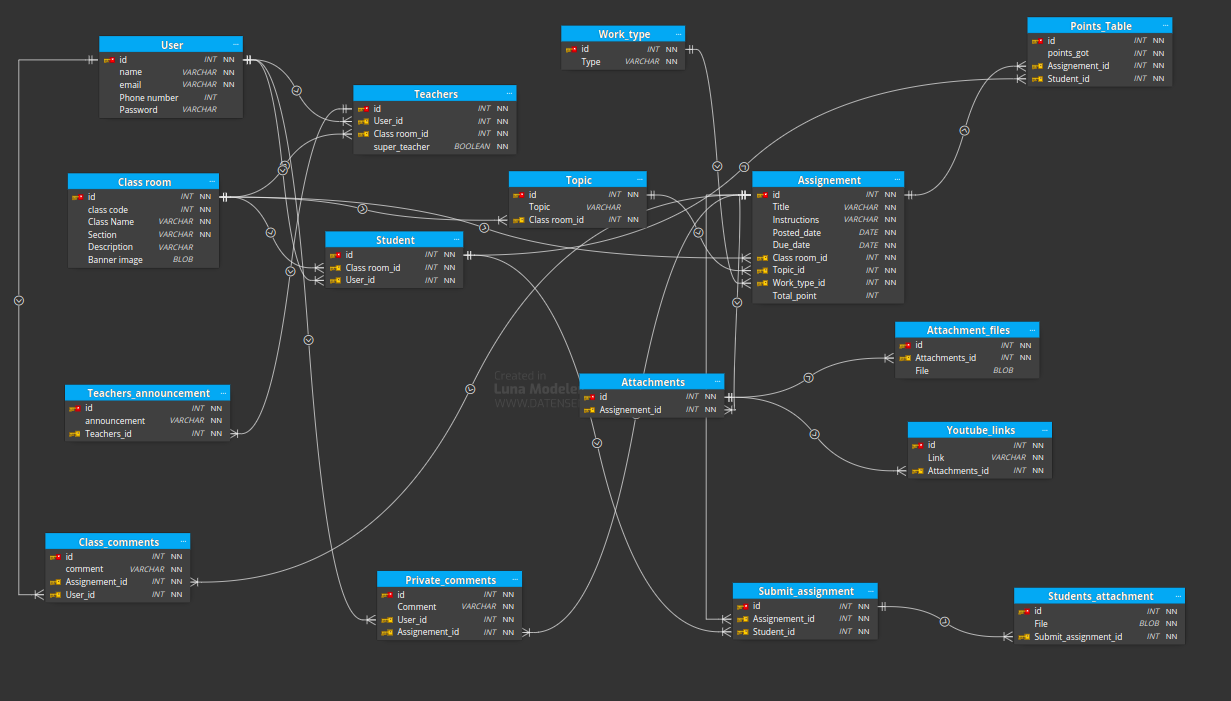 User
id INT NN
name VARCHAR NN
email VARCHAR NN
Phone number INT
Password VARCHAR
Work_type
id INT NN
Type VARCHAR NN
Points_Table
id INT NN
points_got INT NN
Assignement_id INT NN
Student_id INT NN
Teachers
id INT NN
User_id INT NN
Class room_id INT NN
super_teacher BOOLEAN NN
Class room
id INT NN
class code INT NN
Class Name VARCHAR NN
Section VARCHAR NN
Description VARCHAR
Banner image BLOB
Topic
id INT NN
Topic VARCHAR
Class room_id INT NN
Assignement
id INT NN
Title VARCHAR NN
Instructions VARCHAR NN
Posted_date DATE NN
Due_date DATE NN
Class room_id INT NN
Topic_id INT NN
Work_type_id INT NN
Total_point INT
Student
id INT NN
Class room_id INT NN
User_id INT NN
Attachment_files
id INT NN
Attachments_id INT NN
File BLOB
Created in
Luna Modele
WWW.DATENSE
Attachments
id INT NN
Assignement_id INT NN
Teachers_announcement
id INT NN
announcement VARCHAR NN
Teachers_id INT NN
Youtube_links
id INT NN
Link VARCHAR NN
Attachments_id INT NN
Class_comments
id INT NN
comment VARCHAR NN
Assignement_id INT NN
User_id INT NN
Private_comments
id INT NN
Comment VARCHAR NN
User_id INT NN
Assignement_id INT NN
Submit_assignment
id INT NN
Assignement_id INT NN
Student_id INT NN
Students_attachment
id INT NN
File BLOB NN
Submit_assignment_id INT NN